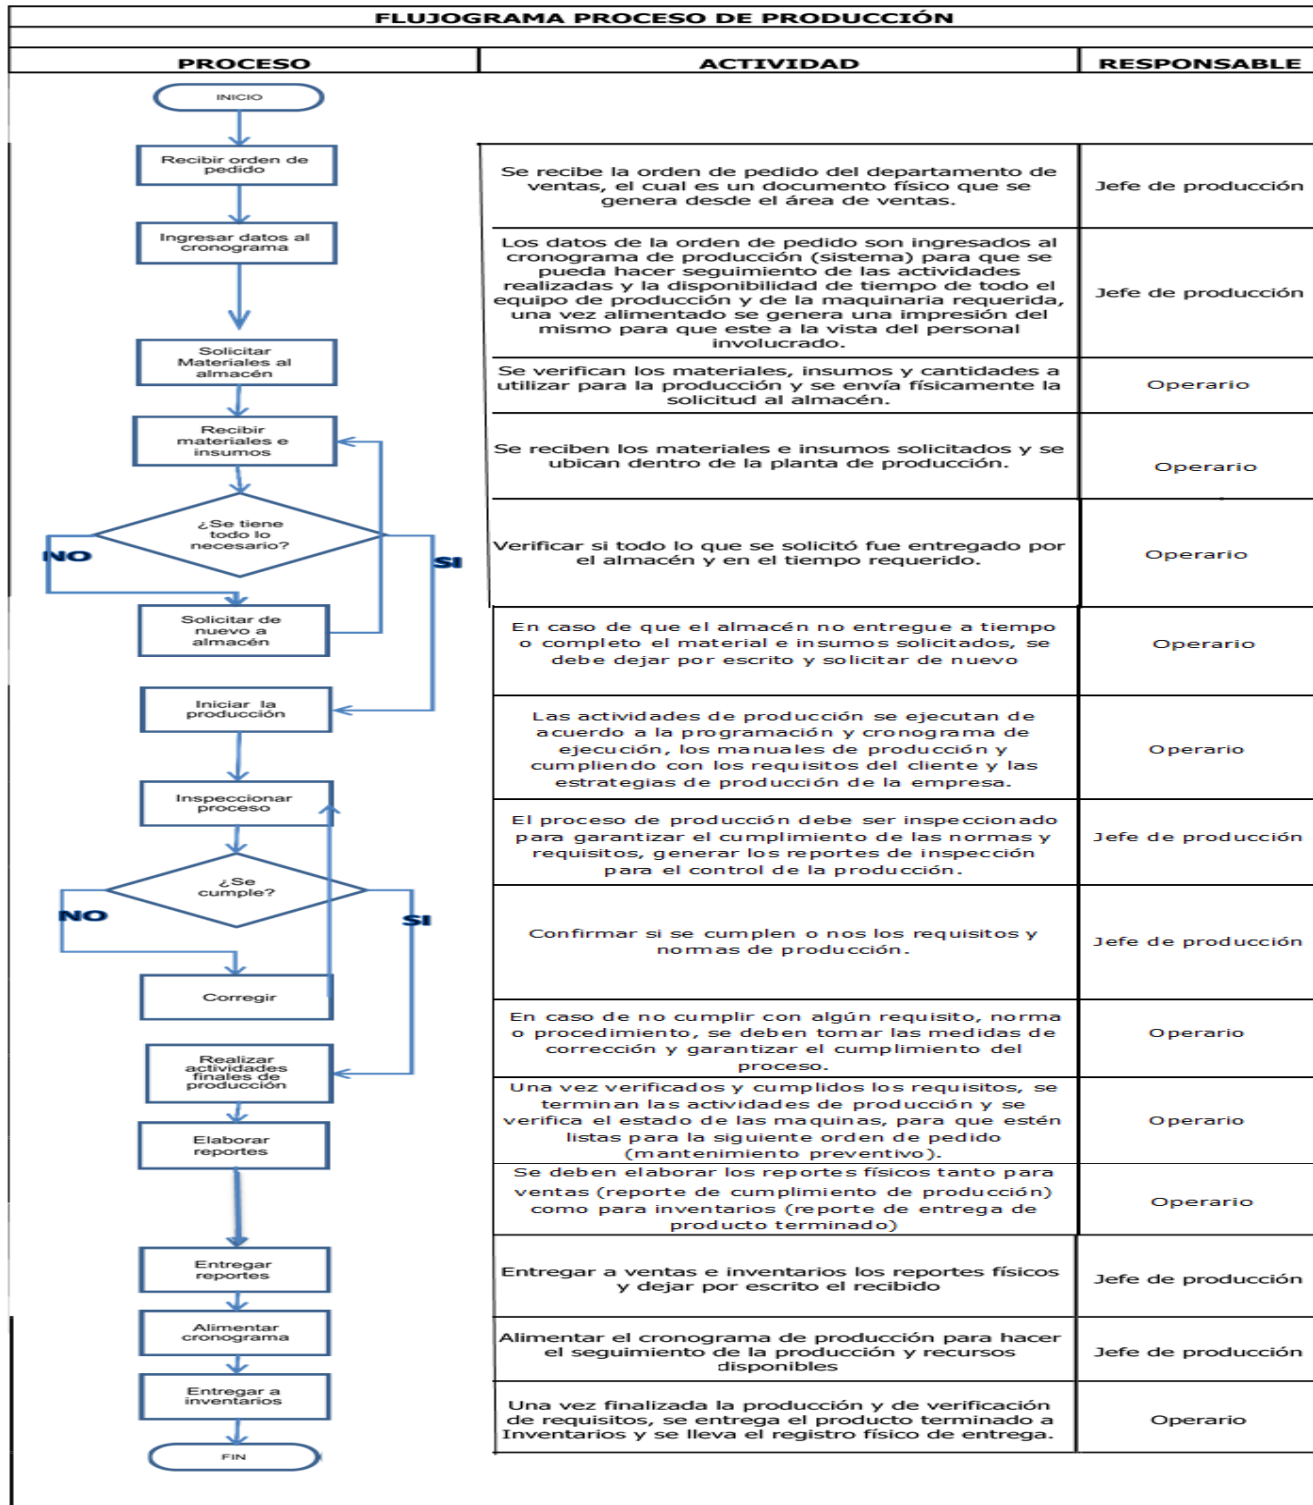 FLUJOGRAMA PROCESO DE PRODUCCIÓN
PROCESO
ACTIVIDAD
RESPONSABLE
INICIO
Recibir orden de
pedido
Se recibe la orden de pedido del departamento de
ventas, el cual es un documento físico que se
genera desde el área de ventas.
Jefe de producción
Ingresar datos al
cronograma
Los datos de la orden de pedido son ingresados al
cronograma de producción (sistema) para que se
pueda hacer seguimiento de las actividades
realizadas y la disponibilidad de tiempo de todo el
equipo de producción y de la maquinaria requerida,
una vez alimentado se genera una impresión del
mismo para que este a la vista del personal
involucrado.
Jefe de producción
Solicitar
Materiales al
almacén
Se verifican los materiales, insumos y cantidades a
utilizar para la producción y se envía físicamente la
solicitud al almacén.
Operario
Recibir
materiales e
insumos
Se reciben los materiales e insumos solicitados y se
ubican dentro de la planta de producción.
Operario
¿Se tiene
todo lo
necesario?
NO
SI
Verificar si todo lo que se solicitó fue entregado por
el almacén y en el tiempo requerido.
Operario
Solicitar de
nuevo a
almacén
En caso de que el almacén no entregue a tiempo
o completo el material e insumos solicitados, se
debe dejar por escrito y solicitar de nuevo
Operario
Iniciar la
producción
Las actividades de producción se ejecutan de
acuerdo a la programación y cronograma de
ejecución, los manuales de producción y
cumpliendo con los requisitos del cliente y las
estrategias de producción de la empresa.
Operario
Inspeccionar
proceso
El proceso de producción debe ser inspeccionado
para garantizar el cumplimiento de las normas y
requisitos, generar los reportes de inspección
para el control de la producción.
Jefe de producción
¿Se
cumple?
NO
SI
Confirmar si se cumplen o nos los requisitos y
normas de producción.
Jefe de producción
Corregir
En caso de no cumplir con algún requisito, norma
o procedimiento, se deben tomar las medidas de
corrección y garantizar el cumplimiento del
proceso.
Operario
Realizar
actividades
finales de
producción
Una vez verificados y cumplidos los requisitos, se
terminan las actividades de producción y se
verifica el estado de las maquinas, para que estén
listas para la siguiente orden de pedido
(mantenimiento preventivo).
Operario
Elaborar
reportes
Se deben elaborar los reportes físicos tanto para
ventas (reporte de cumplimiento de producción)
como para inventarios (reporte de entrega de
producto terminado)
Operario
Entregar
reportes
Entregar a ventas e inventarios los reportes físicos
y dejar por escrito el recibido
Jefe de producción
Alimentar
cronograma
Alimentar el cronograma de producción para hacer
el seguimiento de la producción y recursos
disponibles
Jefe de producción
Entregar a
inventarios
Una vez finalizada la producción y de verificación
de requisitos, se entrega el producto terminado a
Inventarios y se lleva el registro físico de entrega.
Operario
FIN